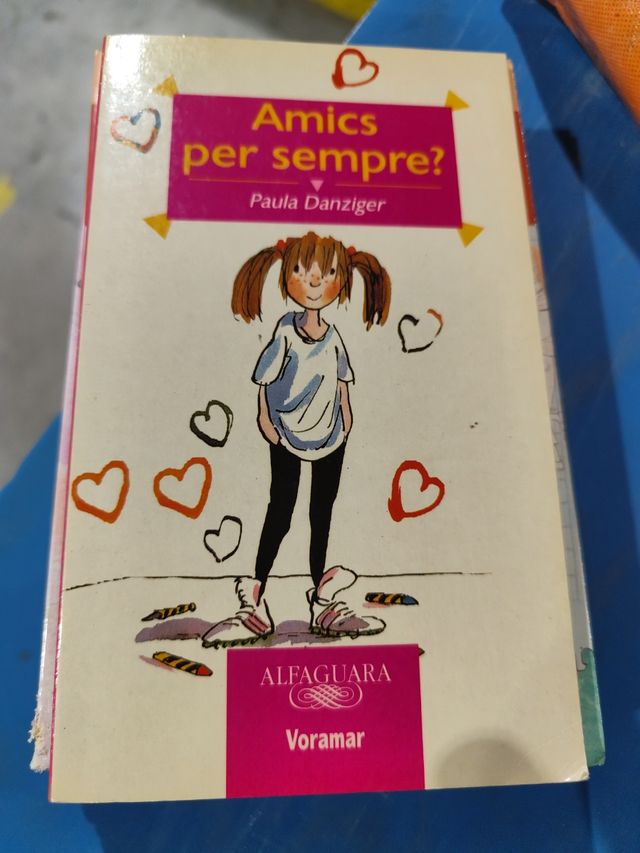 Amics
per sempre?
Paula Danziger
ALFAGUARA
Voramar